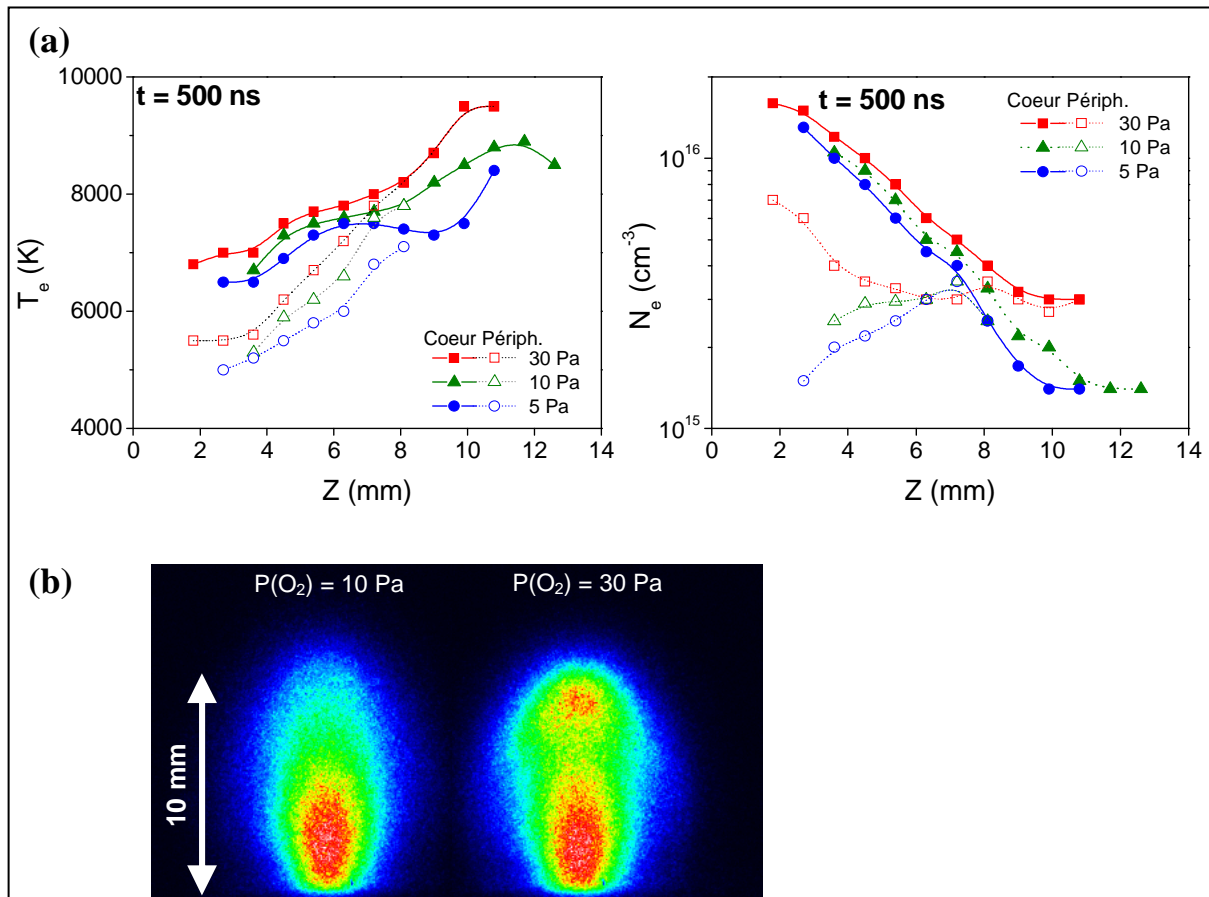 (a)
t = 500 ns
10000
8000
6000
4000
T_e (K)
0 2 4 6 8 10 12 14
Z (mm)
Coeur Périph.
30 Pa
10 Pa
5 Pa
t = 500 ns
10^16
10^15
N_e (cm^-3)
0 2 4 6 8 10 12 14
Z (mm)
Coeur Périph.
30 Pa
10 Pa
5 Pa
(b)
P(O₂) = 10 Pa
P(O₂) = 30 Pa
10 mm